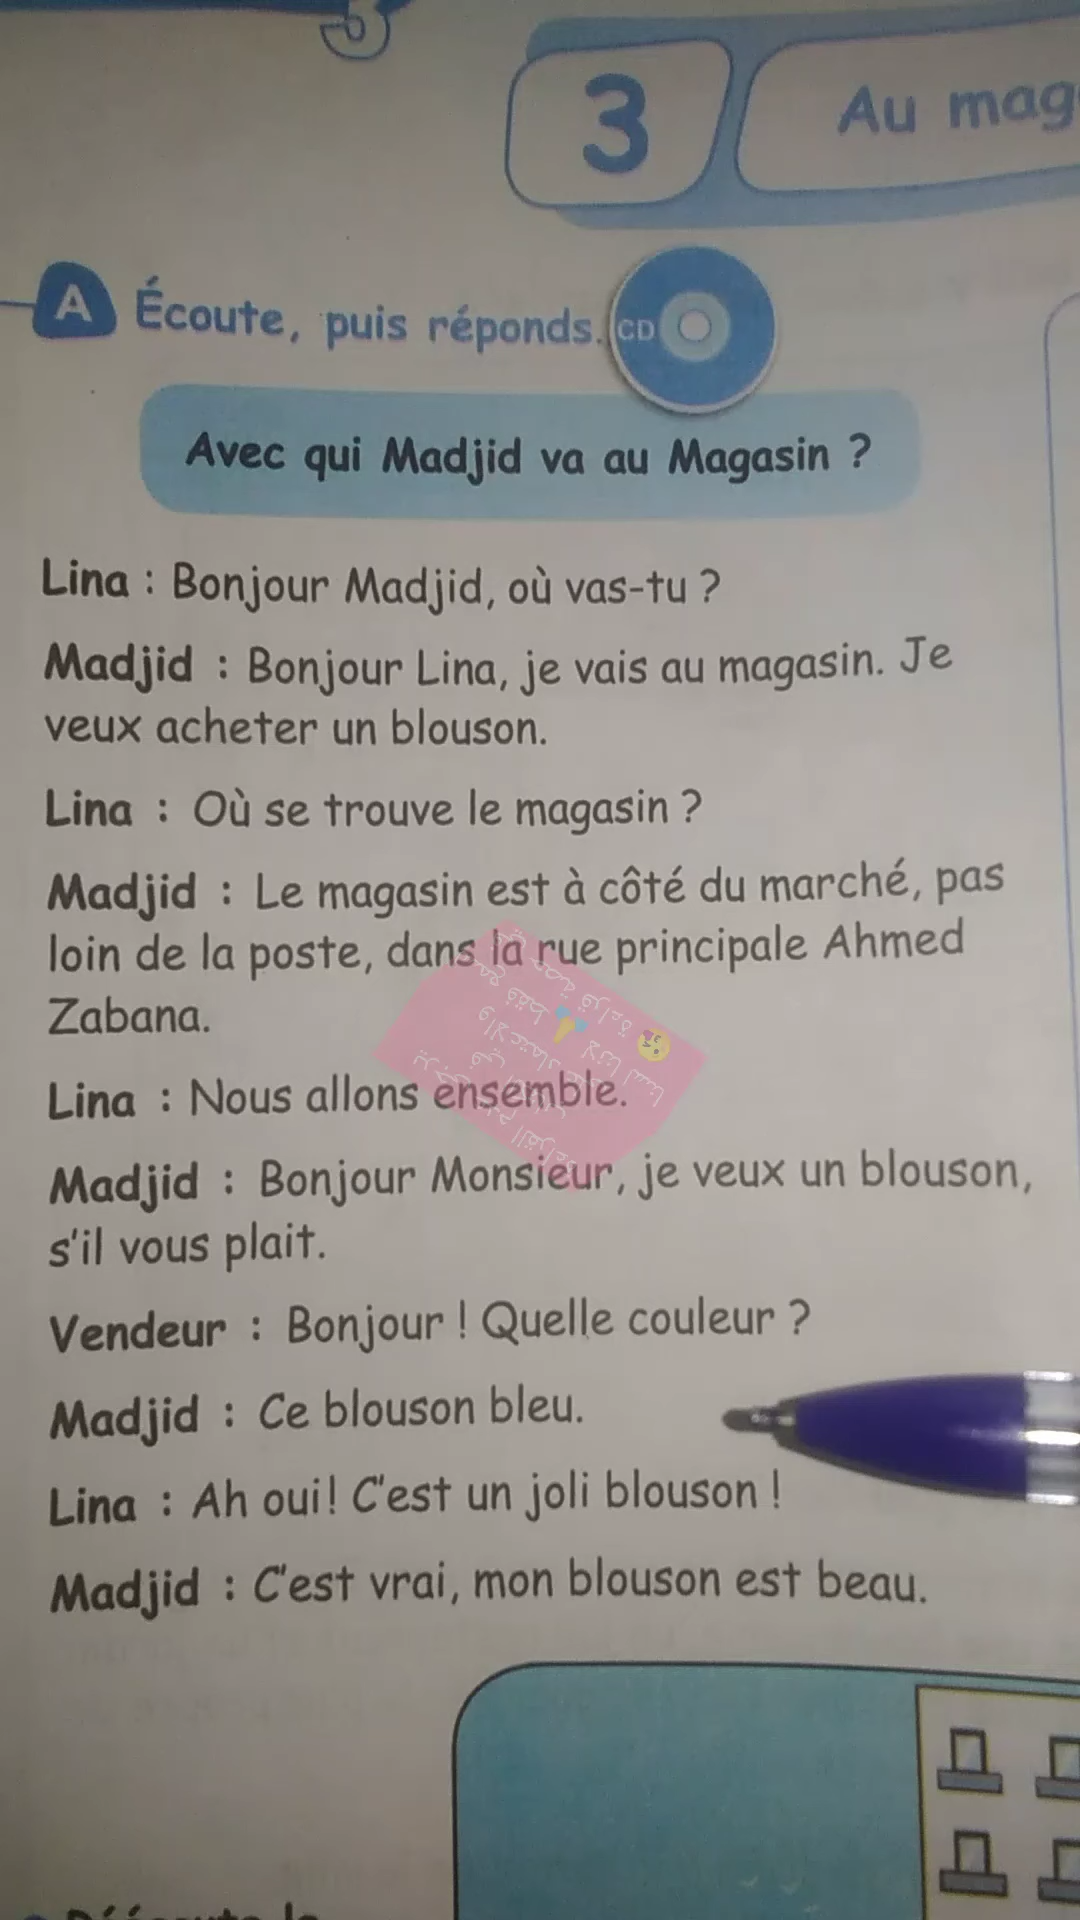 3
Au mag
A Écoute, puis réponds. CD
Avec qui Madjid va au Magasin ?
Lina : Bonjour Madjid, où vas-tu ?
Madjid : Bonjour Lina, je vais au magasin. Je
veux acheter un blouson.
Lina : Où se trouve le magasin ?
Madjid : Le magasin est à côté du marché, pas
loin de la poste, dans la rue principale Ahmed
Zabana.
Lina : Nous allons ensemble.
Madjid : Bonjour Monsieur, je veux un blouson,
s'il vous plait.
Vendeur : Bonjour ! Quelle couleur ?
Madjid : Ce blouson bleu.
Lina : Ah oui! C'est un joli blouson !
Madjid : C'est vrai, mon blouson est beau.